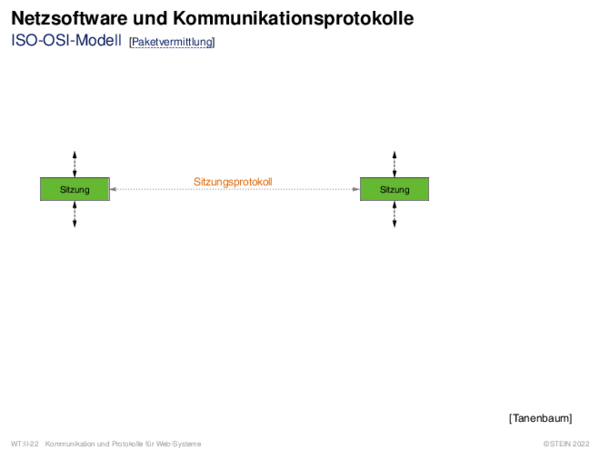 Netzsoftware und Kommunikationsprotokolle
ISO-OSI-Modell [Paketvermittlung]
Sitzungsprotokoll
Sitzung Sitzung
[Tanenbaum]
WT:II-22 Kommunikation und Protokolle für Web-Systeme ©STEIN 2022